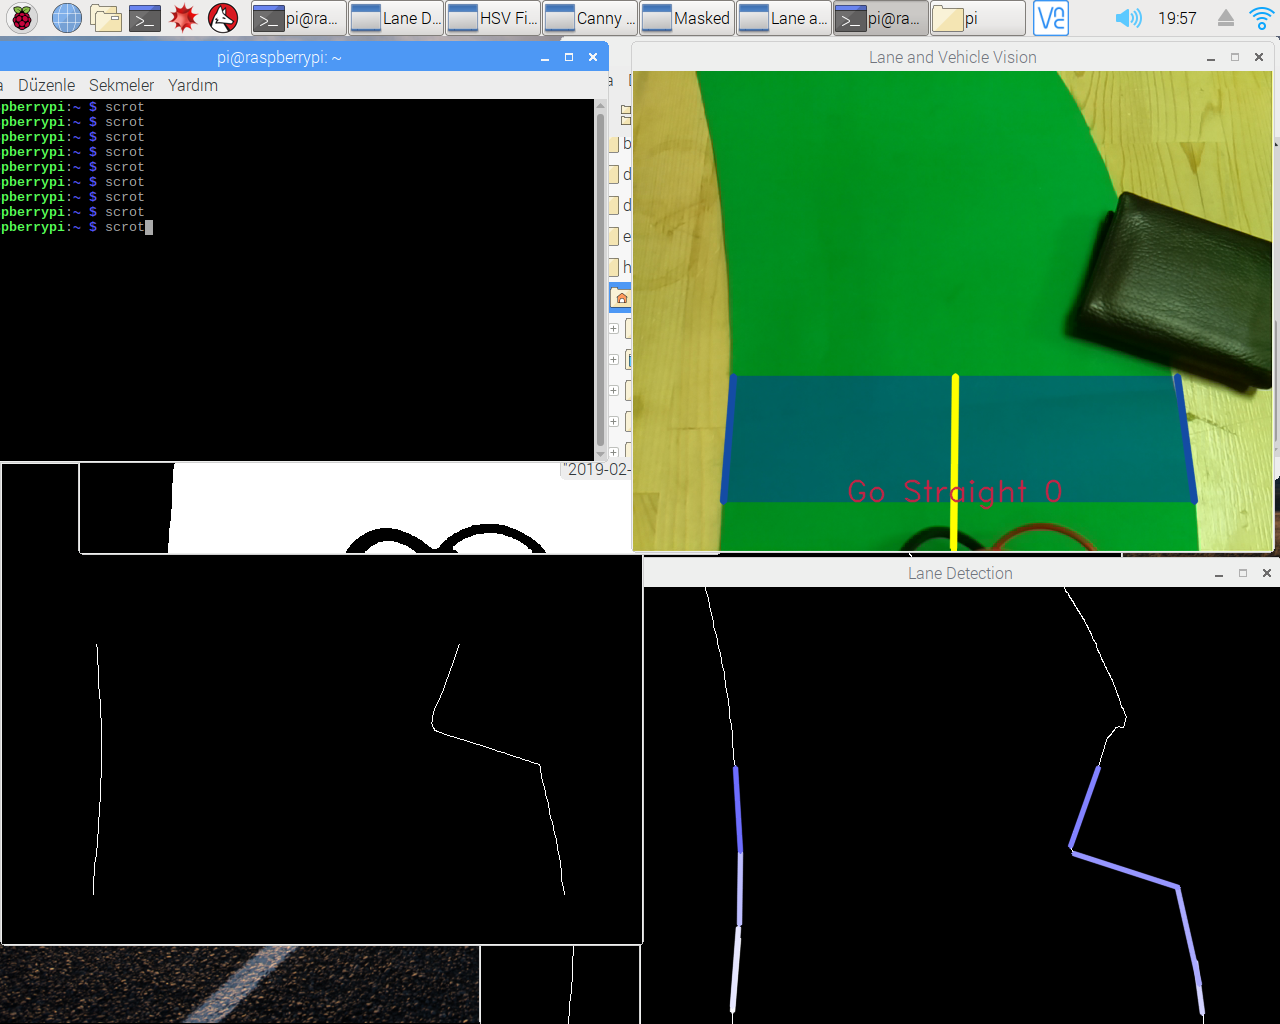 pi@ra...
Lane D...
HSV Fi...
Canny ...
Masked
Lane a...
pi@ra...
pi
19:57
pi@raspberrypi: ~
a Düzenle Sekmeler Yardım
pberrypi:~ $ scrot
pberrypi:~ $ scrot
pberrypi:~ $ scrot
pberrypi:~ $ scrot
pberrypi:~ $ scrot
pberrypi:~ $ scrot
pberrypi:~ $ scrot
pberrypi:~ $ scrot
pberrypi:~ $ scrot
a
b
d
d
e
h
"2019-02-
Lane and Vehicle Vision
Go Straight 0
Lane Detection